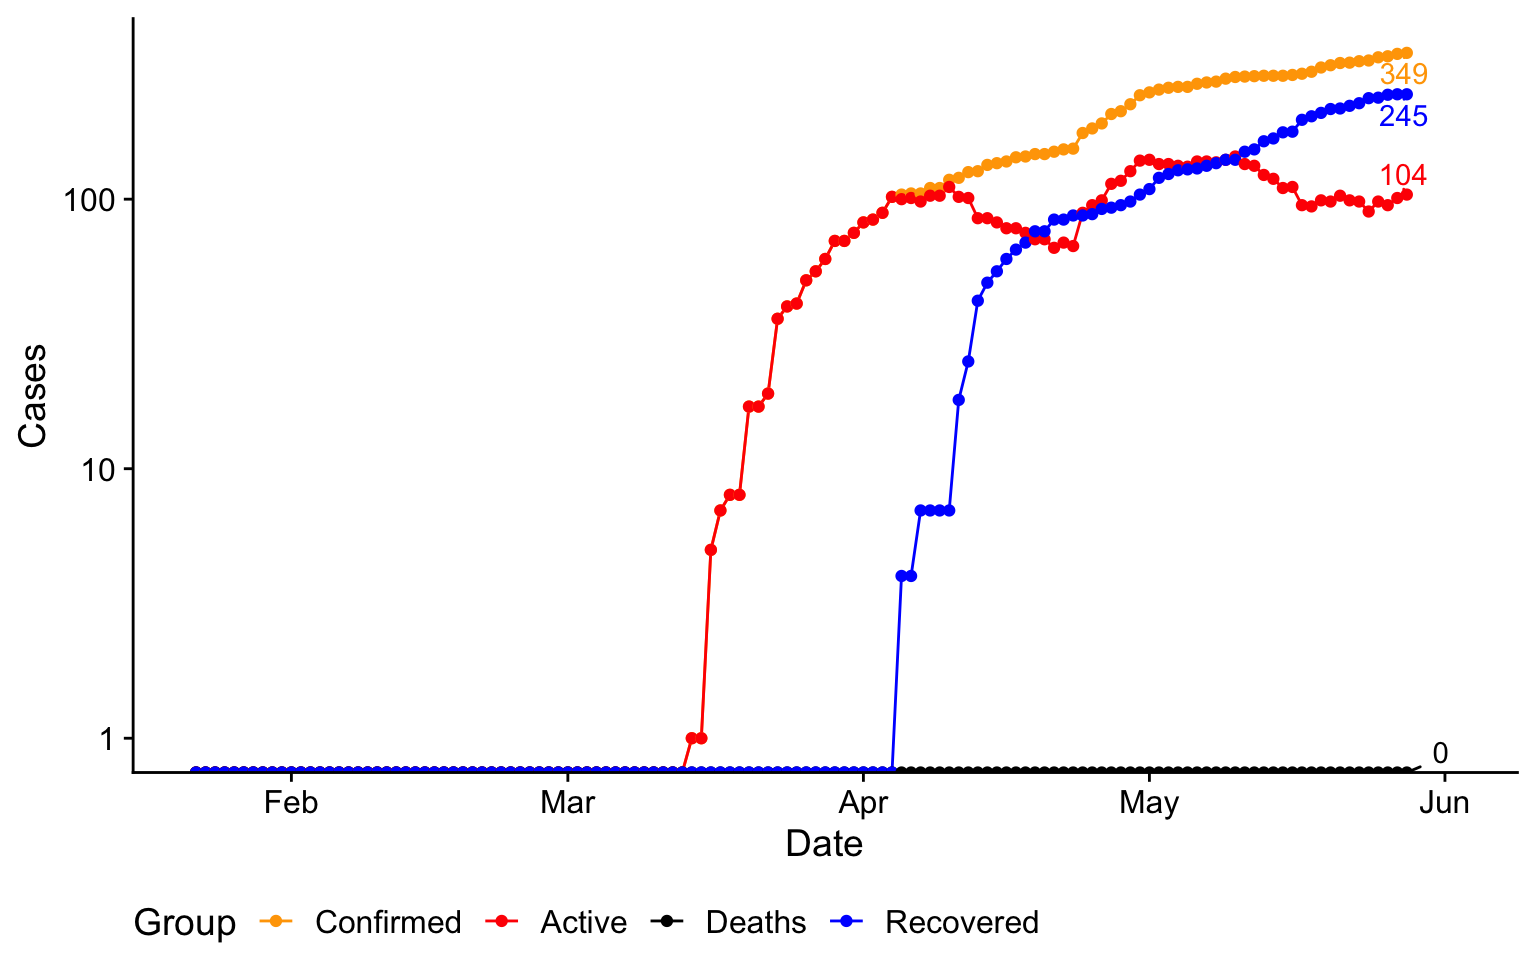 349
245
104
100
10
1
0
Cases
Feb Mar Apr May Jun
Date
Group Confirmed Active Deaths Recovered